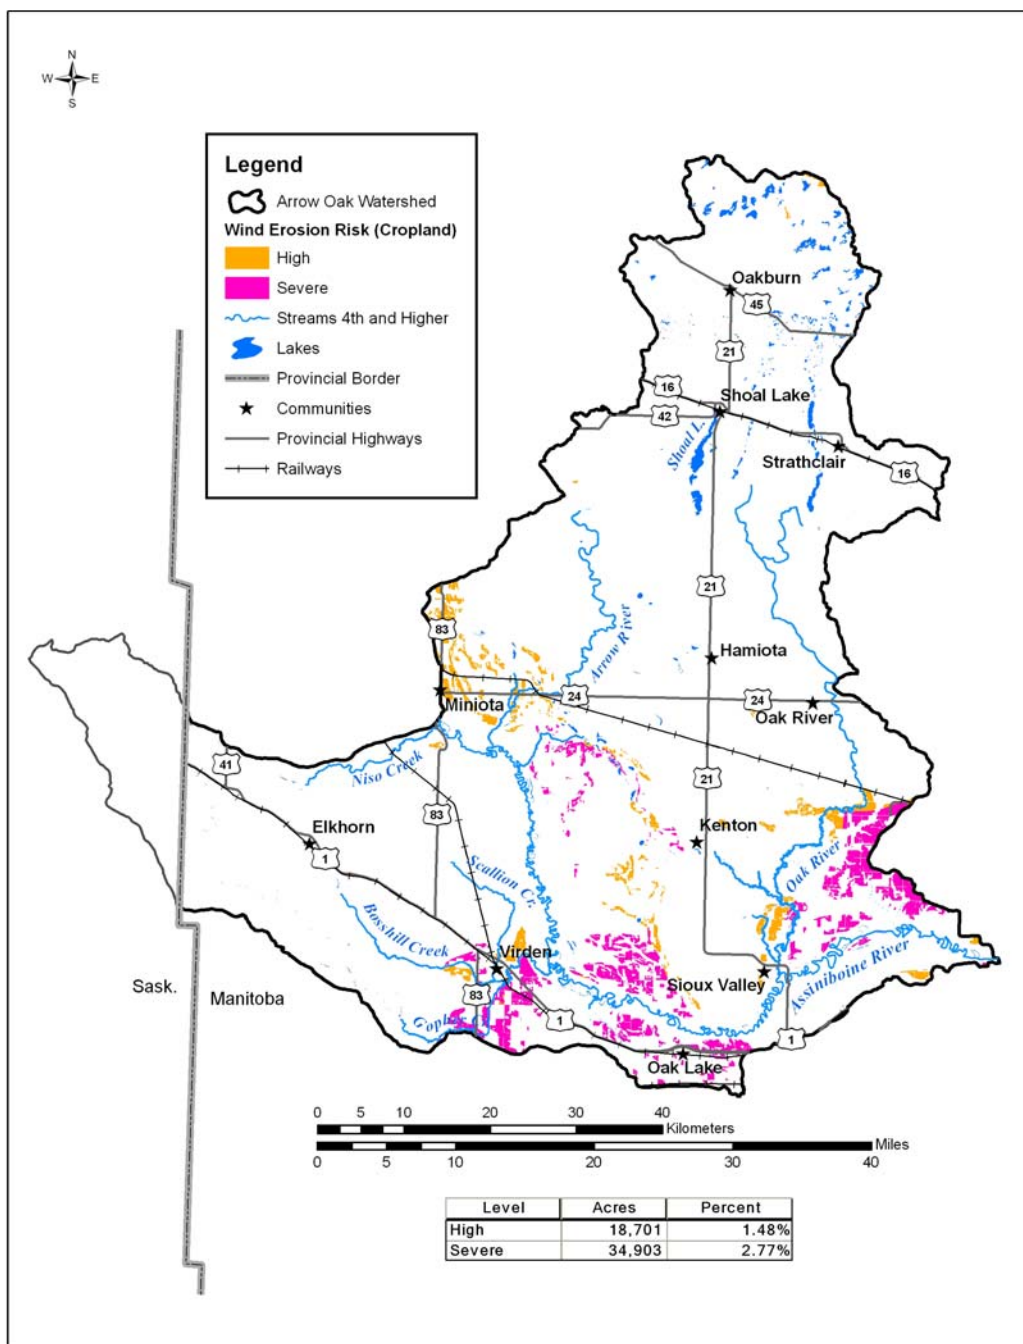 N
W E
S
Legend
Arrow Oak Watershed
Wind Erosion Risk (Cropland)
High
Severe
Streams 4th and Higher
Lakes
Provincial Border
Communities
Provincial Highways
Railways
Oakburn
45
21
16
Shoal Lake
42
Shoal L.
Strathclair
16
21
Arrow River
83
Hamiota
24
24
Miniota
Oak River
41
Niso Creek
21
83
Elkhorn
Kenton
1
Oak River
Scallion Cr.
Bosshill Creek
Virden
Assiniboine River
Sioux Valley
Sask.
Manitoba
83
1
1
Oak Lake
0 5 10 20 30 40
Kilometers
Miles
0 5 10 20 30 40
Level Acres Percent
High 18,701 1.48%
Severe 34,903 2.77%